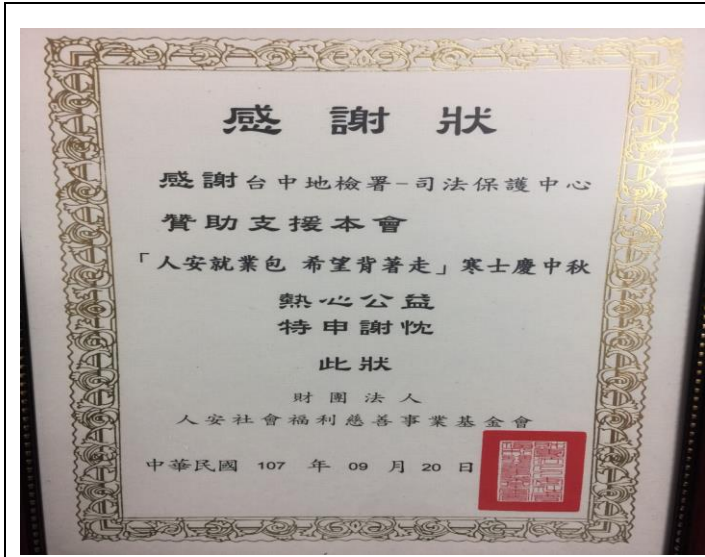 感謝狀
感謝台中地檢署-司法保護中心
贊助支援本會
「人安就業包 希望背著走」寒士慶中秋
熱心公益
特申謝忱
此狀
財團法人
人安社會福利慈善事業基金會
中華民國 107 年 09 月 20 日